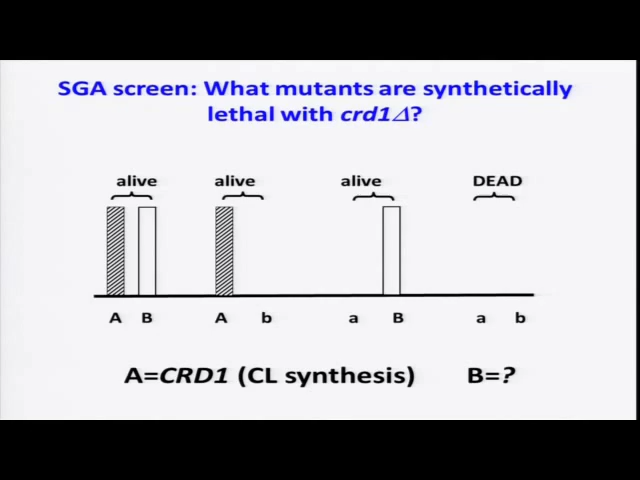 SGA screen: What mutants are synthetically
lethal with crd1Δ?
alive alive alive DEAD
A B A b a B a b
A=CRD1 (CL synthesis) B=?